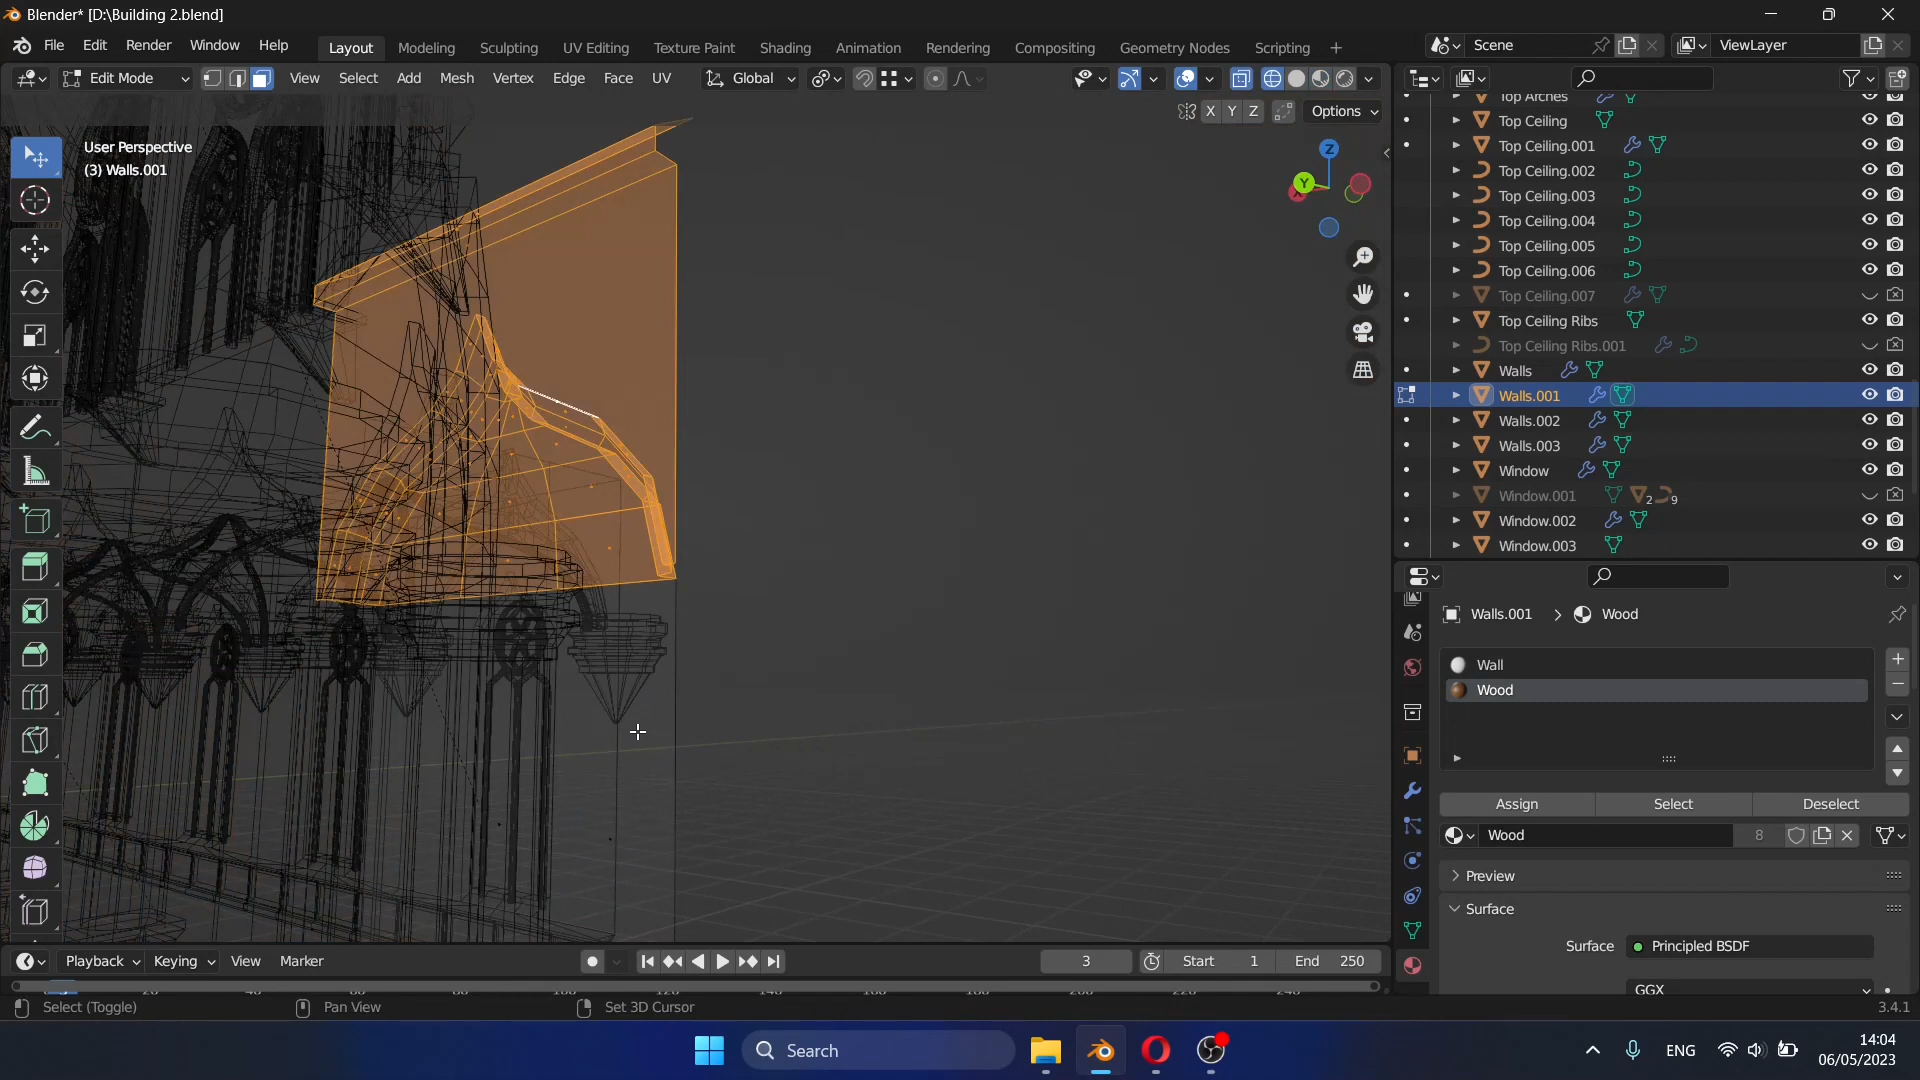 Blender* [D:\Building 2.blend]
File Edit Render Window Help
Layout Modeling Sculpting UV Editing Texture Paint Shading Animation Rendering Compositing Geometry Nodes Scripting +
Scene ViewLayer
Edit Mode View Select Add Mesh Vertex Edge Face UV Global
X Y Z Options
User Perspective
(3) Walls.001
Z
Y
X
Top Arches
Top Ceiling
Top Ceiling.001
Top Ceiling.002
Top Ceiling.003
Top Ceiling.004
Top Ceiling.005
Top Ceiling.006
Top Ceiling.007
Top Ceiling Ribs
Top Ceiling Ribs.001
Walls
Walls.001
Walls.002
Walls.003
Window
Window.001 2 9
Window.002
Window.003
Walls.001 > Wood
Wall
Wood
Assign Select Deselect
Wood 8
Preview
Surface
Surface Principled BSDF
GGX
Playback Keying View Marker 3 Start 1 End 250
Select (Toggle) Pan View Set 3D Cursor 3.4.1
Search
ENG
14:04
06/05/2023